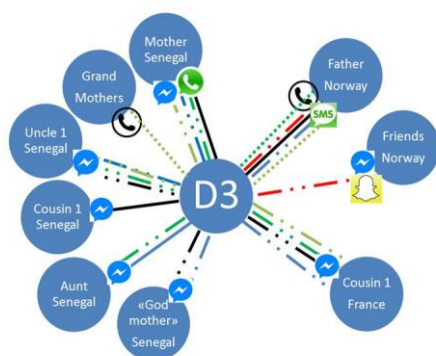 Mother
Senegal
Grand
Mothers
Uncle 1
Senegal
Cousin 1
Senegal
Aunt
Senegal
«God
mother»
Senegal
D3
Father
Norway
SMS
Friends
Norway
Cousin 1
France